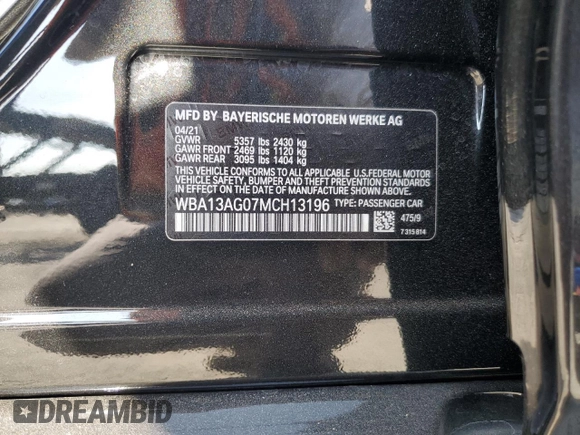 MFD BY BAYERISCHE MOTOREN WERKE AG
04/21
GVWR 5357 lbs 2430 kg
GAWR FRONT 2469 lbs 1120 kg
GAWR REAR 3095 lbs 1404 kg
THIS VEHICLE CONFORMS TO ALL APPLICABLE U.S.FEDERAL MOTOR
VEHICLE SAFETY, BUMPER AND THEFT PREVENTION STANDARDS IN
EFFECT ON THE DATE OF MANUFACTURE SHOWN ABOVE.
WBA13AG07MCH13196 TYPE: PASSENGER CAR
475/9
7315814
DREAMBID